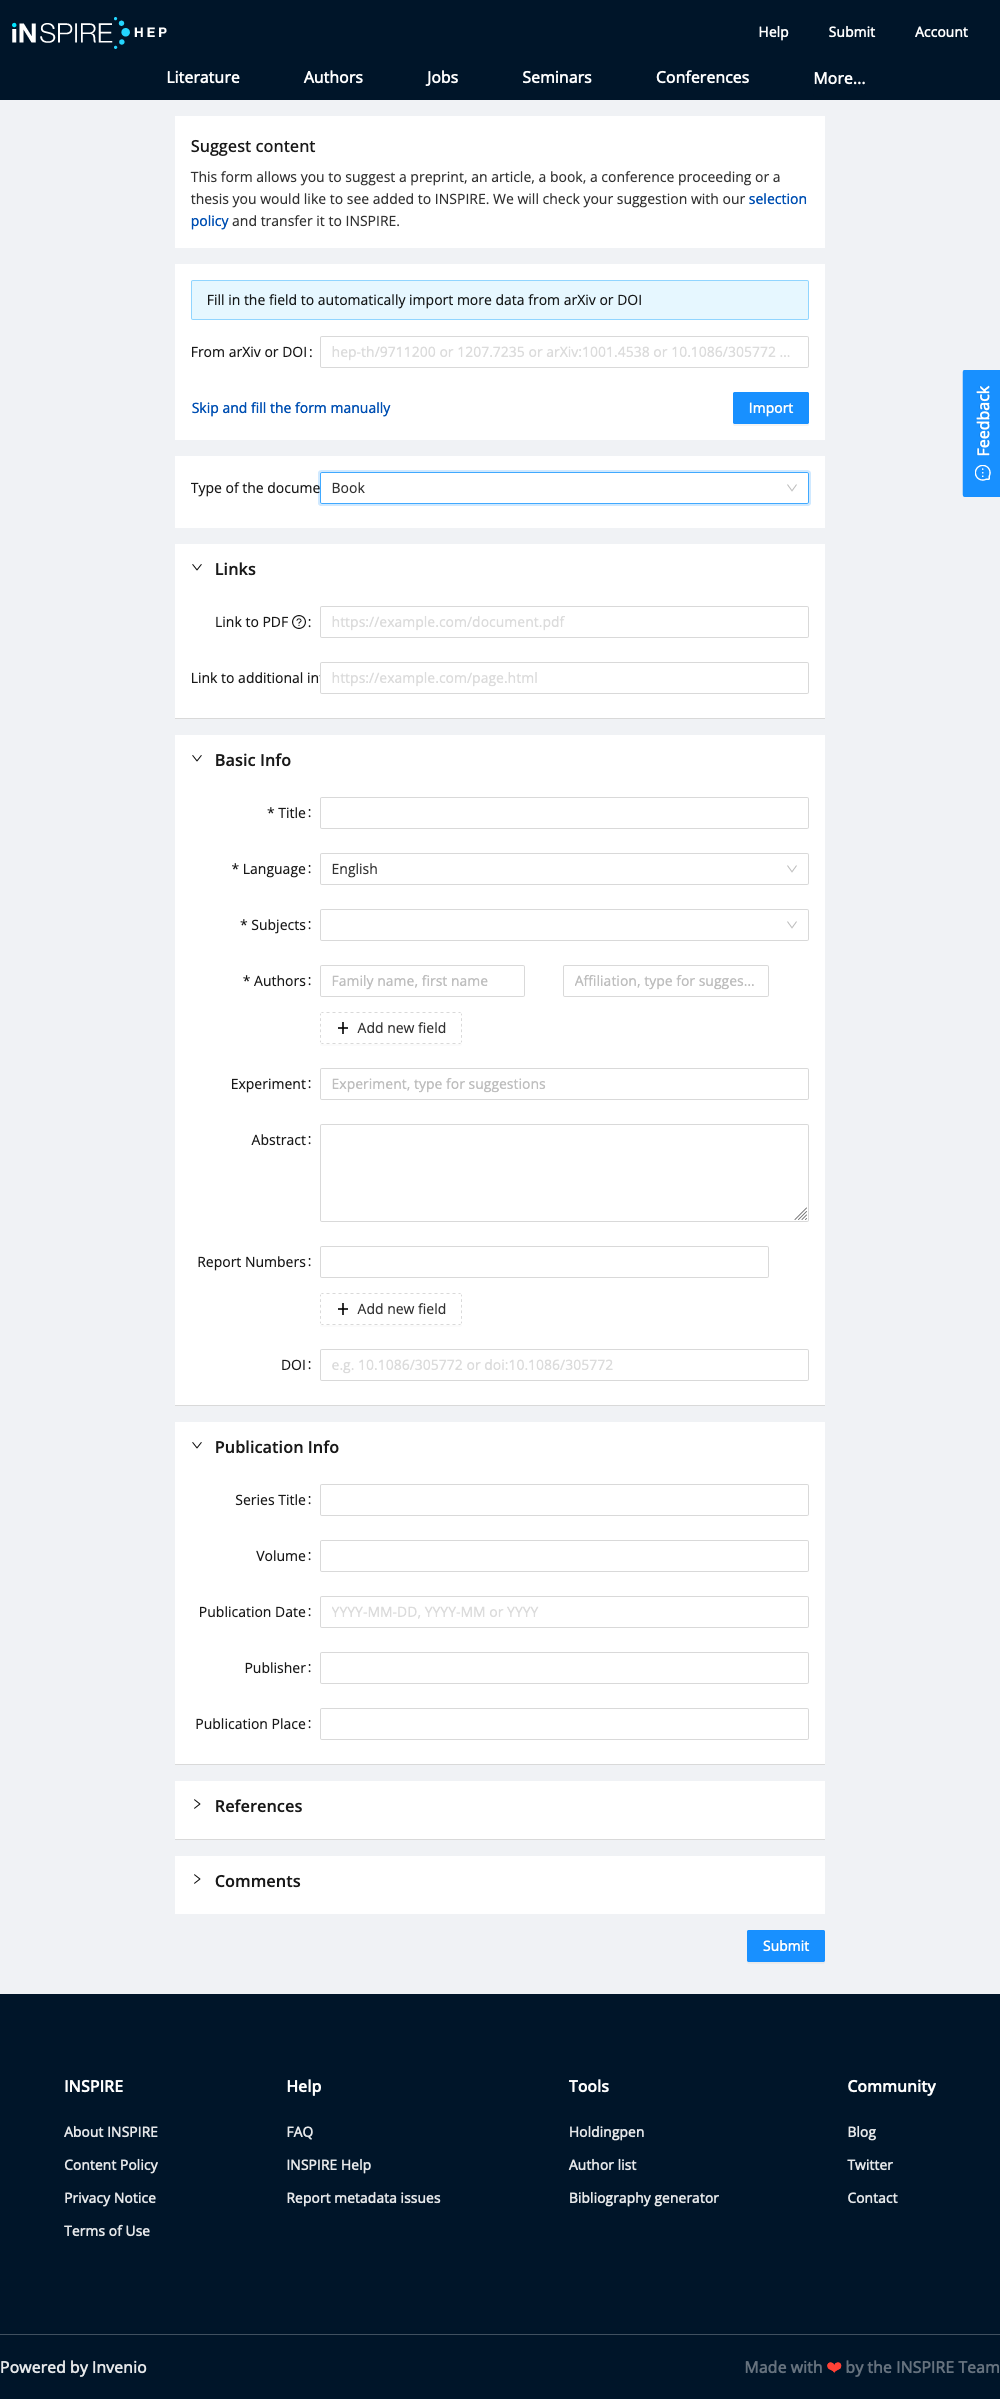 iNSPIRE HEP
Help Submit Account
Literature Authors Jobs Seminars Conferences More...
Suggest content
This form allows you to suggest a preprint, an article, a book, a conference proceeding or a
thesis you would like to see added to INSPIRE. We will check your suggestion with our selection
policy and transfer it to INSPIRE.
Fill in the field to automatically import more data from arXiv or DOI
From arXiv or DOI: hep-th/9711200 or 1207.7235 or arXiv:1001.4538 or 10.1086/305772 ...
Skip and fill the form manually Import
Feedback
Type of the docume Book
Links
Link to PDF ?: https://example.com/document.pdf
Link to additional in https://example.com/page.html
Basic Info
* Title:
* Language: English
* Subjects:
* Authors: Family name, first name Affiliation, type for sugges...
+ Add new field
Experiment: Experiment, type for suggestions
Abstract:
Report Numbers:
+ Add new field
DOI: e.g. 10.1086/305772 or doi:10.1086/305772
Publication Info
Series Title:
Volume:
Publication Date: YYYY-MM-DD, YYYY-MM or YYYY
Publisher:
Publication Place:
References
Comments
Submit
INSPIRE Help Tools Community
About INSPIRE FAQ Holdingpen Blog
Content Policy INSPIRE Help Author list Twitter
Privacy Notice Report metadata issues Bibliography generator Contact
Terms of Use
Powered by Invenio Made with ❤ by the INSPIRE Team